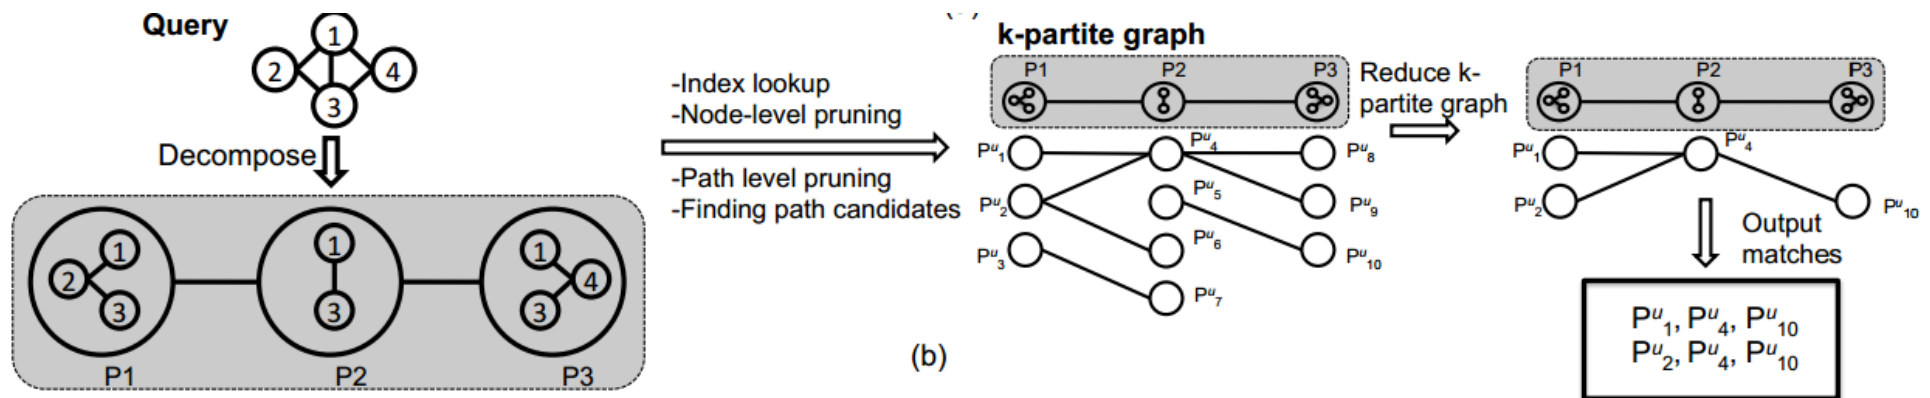 Query
1
2
4
3
Decompose
1
2
3
1
3
1
4
3
P1
P2
P3
-Index lookup
-Node-level pruning
-Path level pruning
-Finding path candidates
(b)
k-partite graph
P1
P2
P3
Pᵘ₁
Pᵘ₂
Pᵘ₃
Pᵘ₄
Pᵘ₅
Pᵘ₆
Pᵘ₇
Pᵘ₈
Pᵘ₉
Pᵘ₁₀
Reduce k-
partite graph
P1
P2
P3
Pᵘ₁
Pᵘ₂
Pᵘ₄
Pᵘ₁₀
Output
matches
Pᵘ₁, Pᵘ₄, Pᵘ₁₀
Pᵘ₂, Pᵘ₄, Pᵘ₁₀